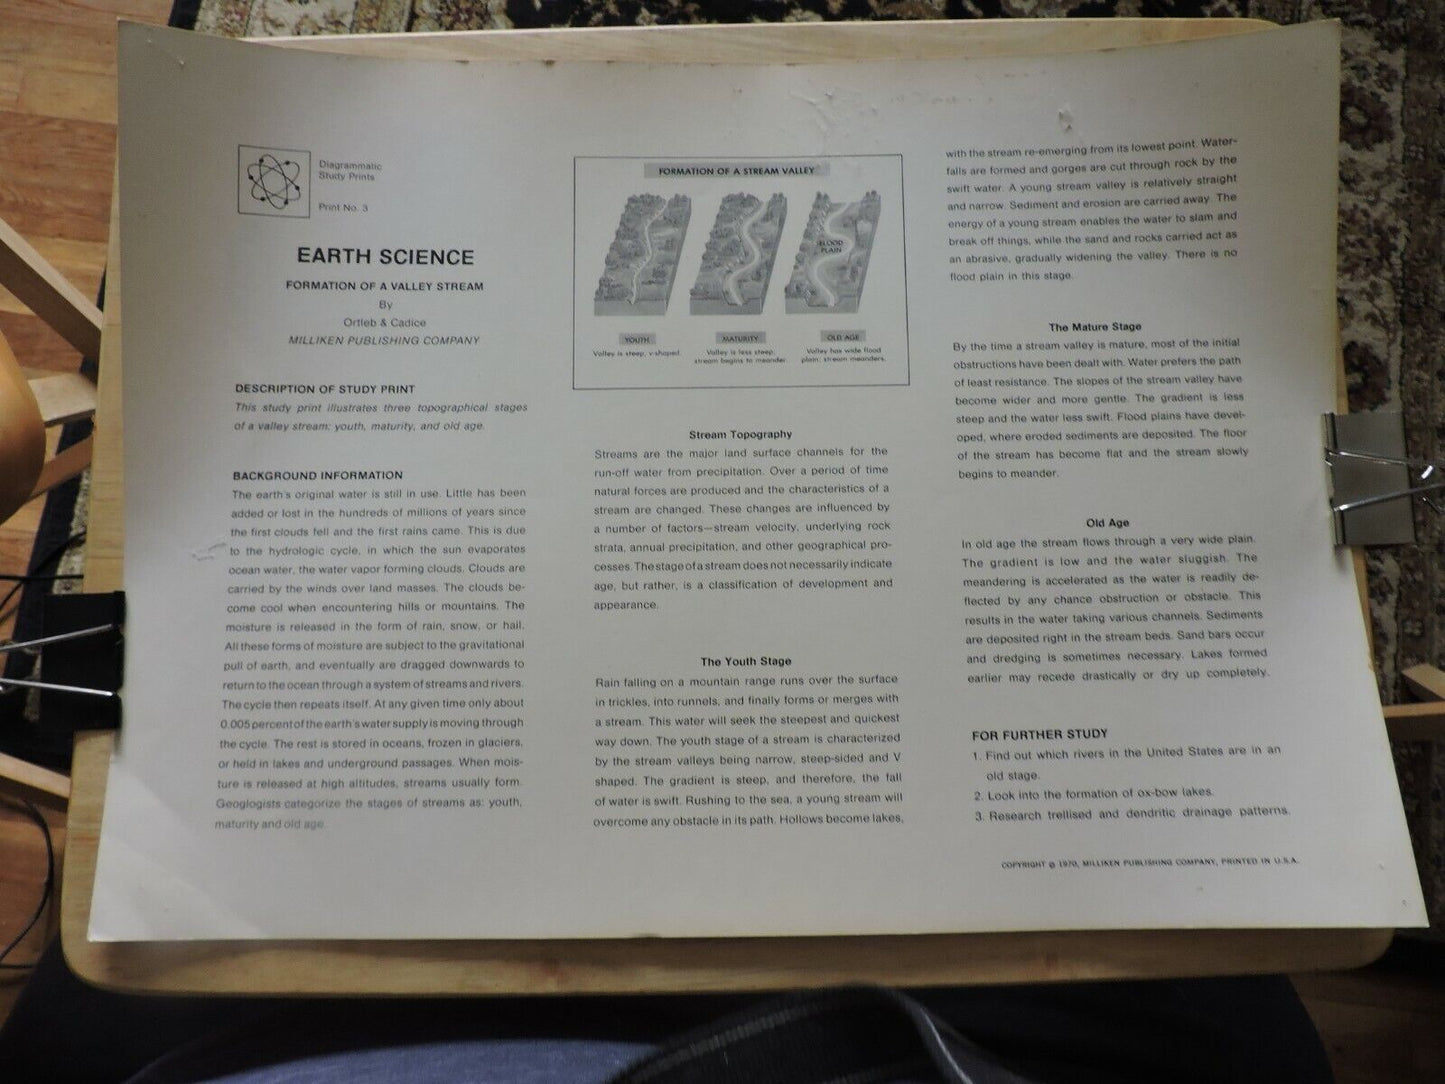 Diagrammatic
Study Prints
Print No. 3
EARTH SCIENCE
FORMATION OF A VALLEY STREAM
By
Ortleb & Cadice
MILLIKEN PUBLISHING COMPANY
DESCRIPTION OF STUDY PRINT
This study print illustrates three topographical stages
of a valley stream: youth, maturity, and old age.
BACKGROUND INFORMATION
The earth's original water is still in use. Little has been
added or lost in the hundreds of millions of years since
the first clouds fell and the first rains came. This is due
to the hydrologic cycle, in which the sun evaporates
ocean water, the water vapor forming clouds. Clouds are
carried by the winds over land masses. The clouds be-
come cool when encountering hills or mountains. The
moisture is released in the form of rain, snow, or hail.
All these forms of moisture are subject to the gravitational
pull of earth, and eventually are dragged downwards to
return to the ocean through a system of streams and rivers.
The cycle then repeats itself. At any given time only about
0.005 percent of the earth's water supply is moving through
the cycle. The rest is stored in oceans, frozen in glaciers,
or held in lakes and underground passages. When mois-
ture is released at high altitudes, streams usually form.
Geoglogists categorize the stages of streams as: youth,
maturity and old age.
FORMATION OF A STREAM VALLEY
FLOOD
PLAIN
YOUTH
Valley is steep, v-shaped.
MATURITY
Valley is less steep,
stream begins to meander.
OLD AGE
Valley has wide flood
plain; stream meanders.
Stream Topography
Streams are the major land surface channels for the
run-off water from precipitation. Over a period of time
natural forces are produced and the characteristics of a
stream are changed. These changes are influenced by
a number of factors—stream velocity, underlying rock
strata, annual precipitation, and other geographical pro-
cesses. The stage of a stream does not necessarily indicate
age, but rather, is a classification of development and
appearance.
The Youth Stage
Rain falling on a mountain range runs over the surface
in trickles, into runnels, and finally forms or merges with
a stream. This water will seek the steepest and quickest
way down. The youth stage of a stream is characterized
by the stream valleys being narrow, steep-sided and V
shaped. The gradient is steep, and therefore, the fall
of water is swift. Rushing to the sea, a young stream will
overcome any obstacle in its path. Hollows become lakes,
with the stream re-emerging from its lowest point. Water-
falls are formed and gorges are cut through rock by the
swift water. A young stream valley is relatively straight
and narrow. Sediment and erosion are carried away. The
energy of a young stream enables the water to slam and
break off things, while the sand and rocks carried act as
an abrasive, gradually widening the valley. There is no
flood plain in this stage.
The Mature Stage
By the time a stream valley is mature, most of the initial
obstructions have been dealt with. Water prefers the path
of least resistance. The slopes of the stream valley have
become wider and more gentle. The gradient is less
steep and the water less swift. Flood plains have devel-
oped, where eroded sediments are deposited. The floor
of the stream has become flat and the stream slowly
begins to meander.
Old Age
In old age the stream flows through a very wide plain.
The gradient is low and the water sluggish. The
meandering is accelerated as the water is readily de-
flected by any chance obstruction or obstacle. This
results in the water taking various channels. Sediments
are deposited right in the stream beds. Sand bars occur
and dredging is sometimes necessary. Lakes formed
earlier may recede drastically or dry up completely.
FOR FURTHER STUDY
1. Find out which rivers in the United States are in an
old stage.
2. Look into the formation of ox-bow lakes.
3. Research trellised and dendritic drainage patterns.
COPYRIGHT © 1970, MILLIKEN PUBLISHING COMPANY, PRINTED IN U.S.A.